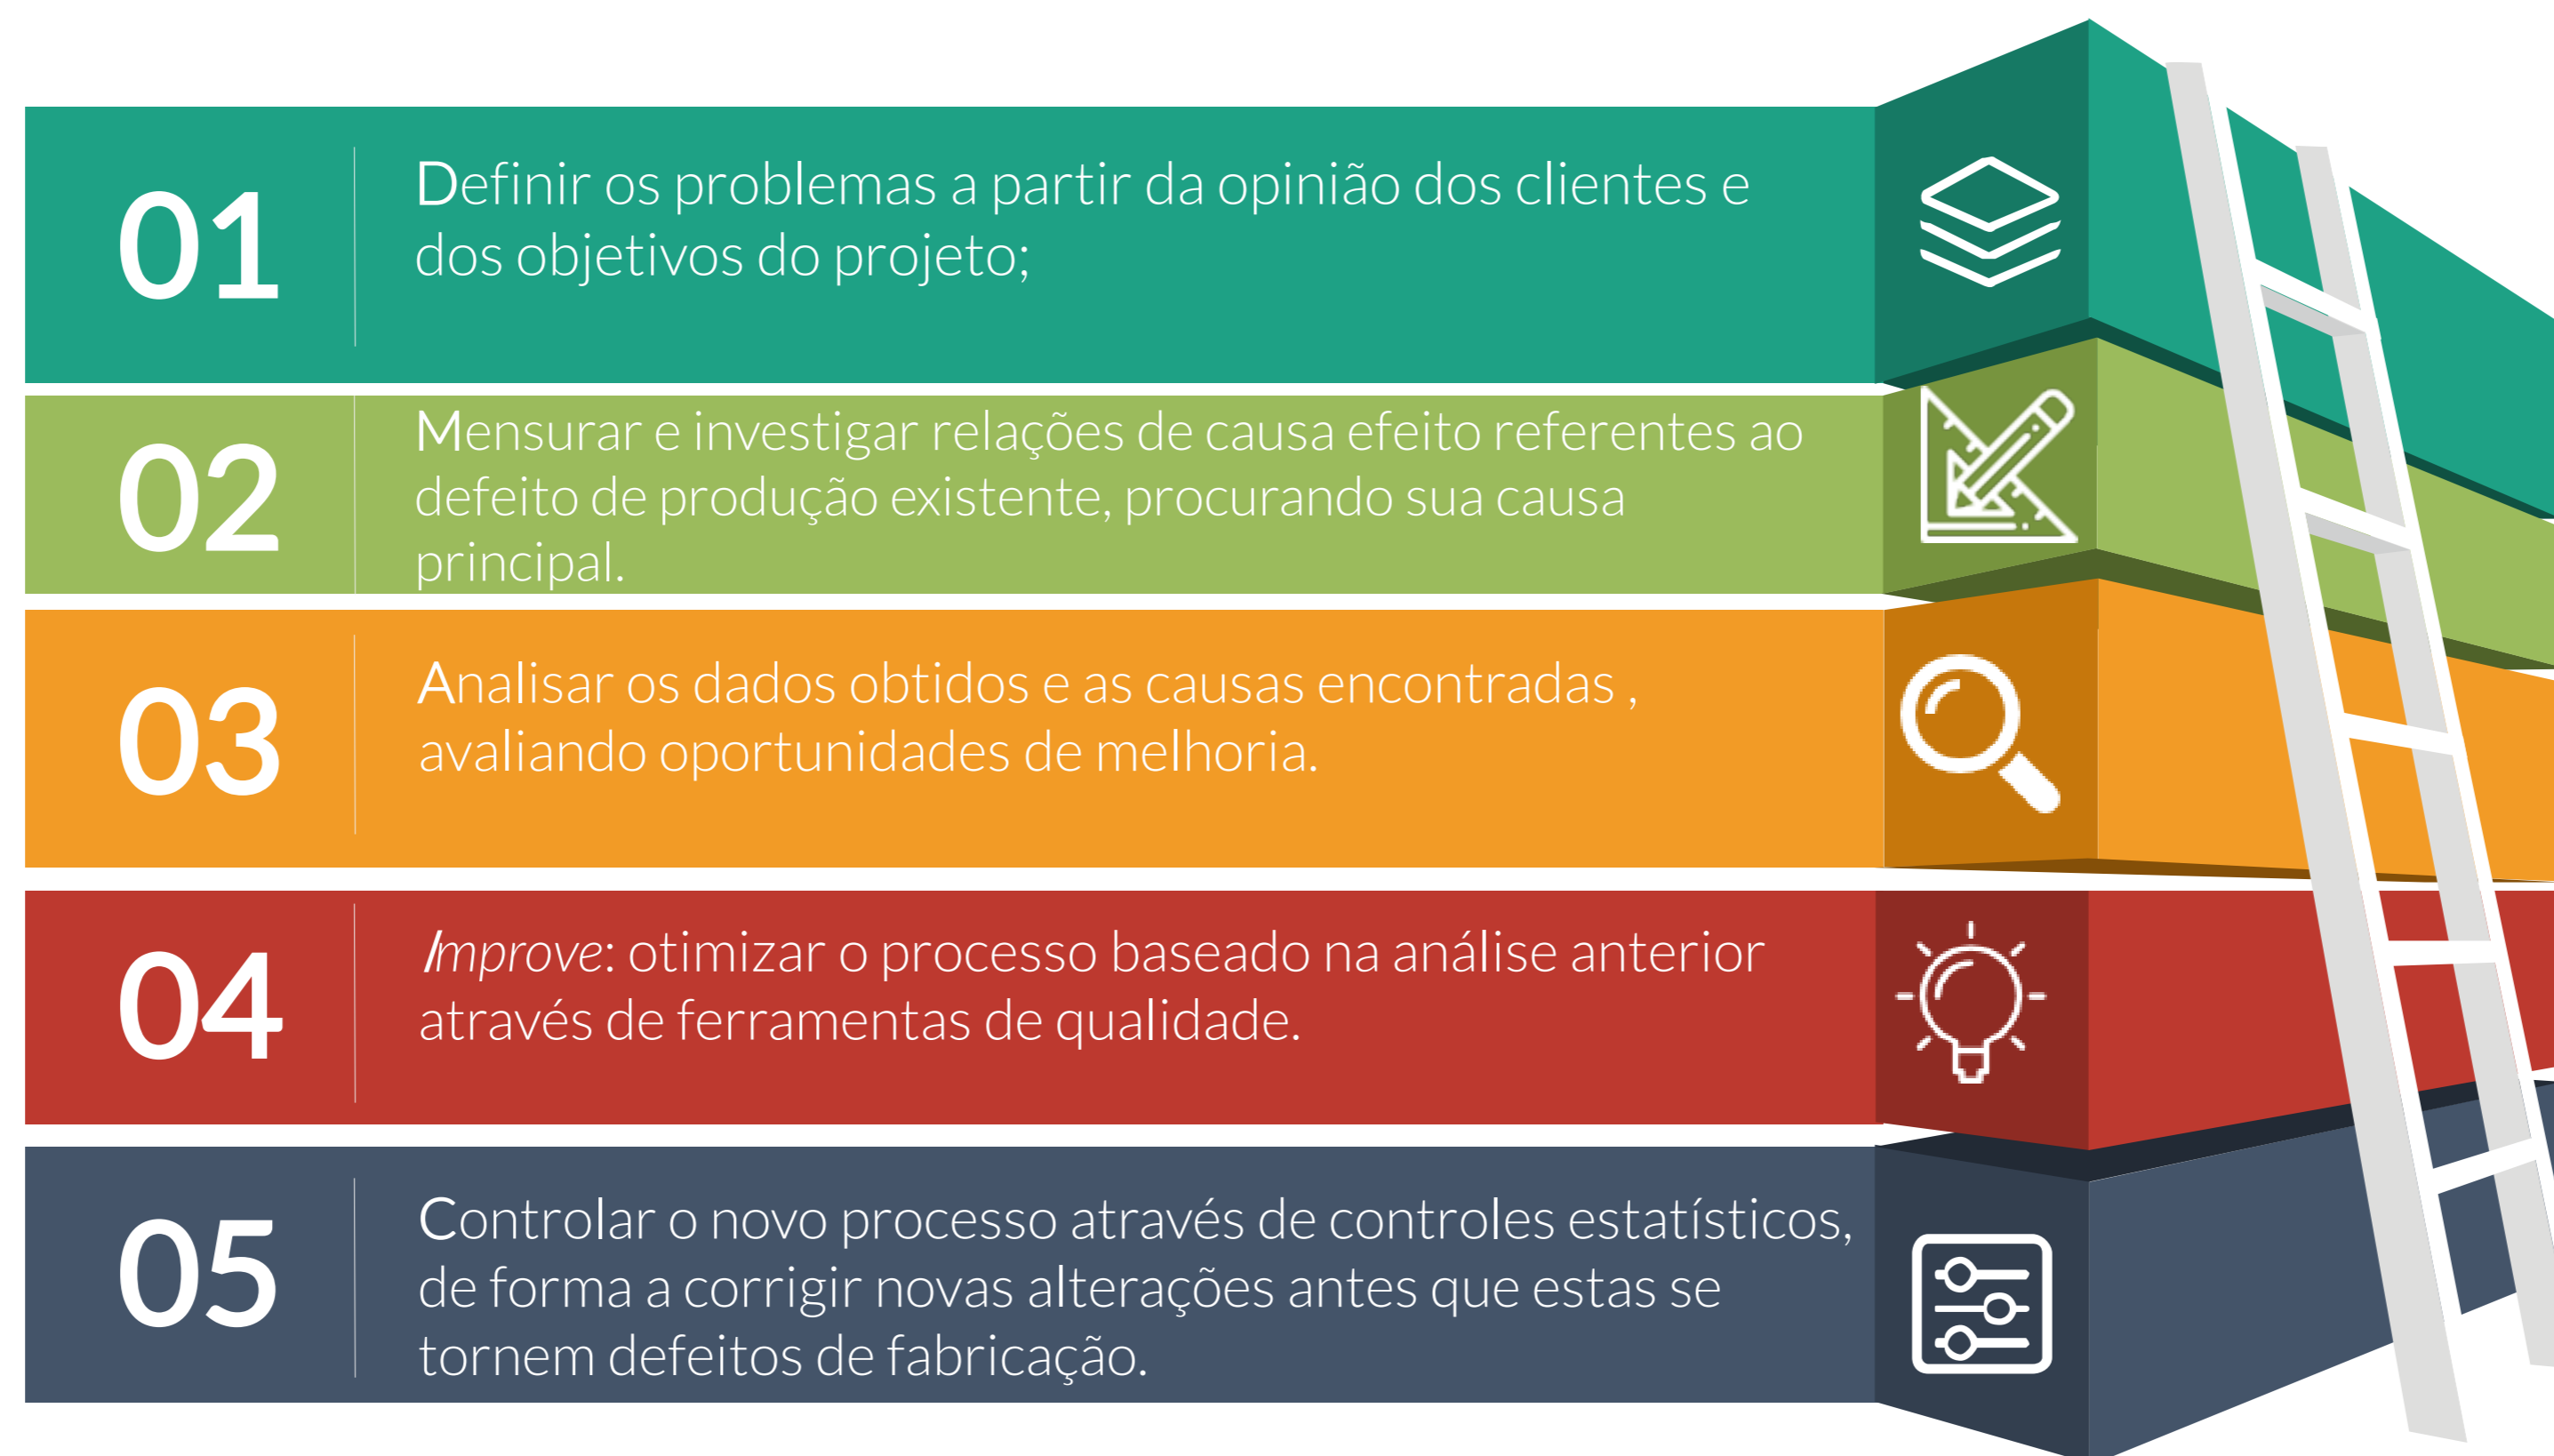 01
Definir os problemas a partir da opinião dos clientes e
dos objetivos do projeto;
02
Mensurar e investigar relações de causa efeito referentes ao
defeito de produção existente, procurando sua causa
principal.
03
Analisar os dados obtidos e as causas encontradas ,
avaliando oportunidades de melhoria.
04
Improve: otimizar o processo baseado na análise anterior
através de ferramentas de qualidade.
05
Controlar o novo processo através de controles estatísticos,
de forma a corrigir novas alterações antes que estas se
tornem defeitos de fabricação.